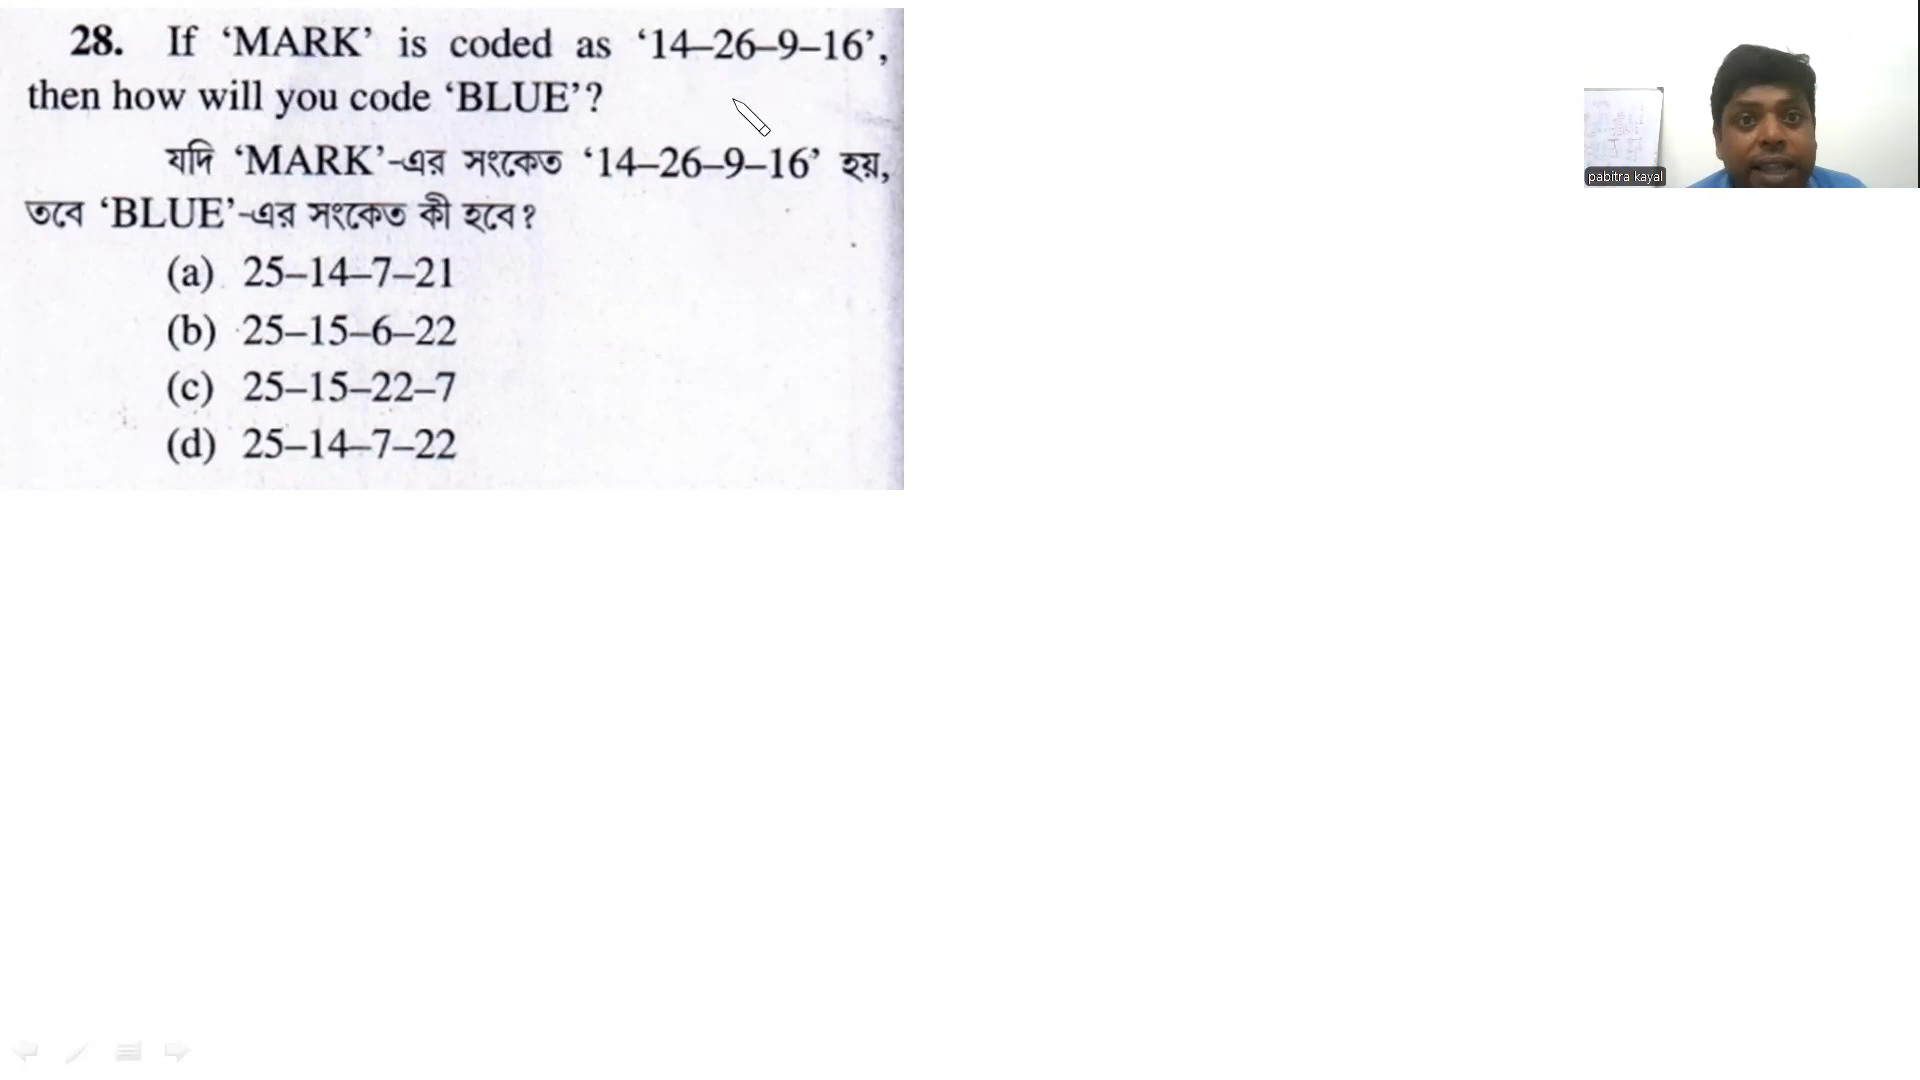 28. If ‘MARK’ is coded as ‘14–26–9–16’,
then how will you code ‘BLUE’?
যদি ‘MARK’-এর সংকেত ‘14–26–9–16’ হয়,
তবে ‘BLUE’-এর সংকেত কী হবে?
(a) 25–14–7–21
(b) 25–15–6–22
(c) 25–15–22–7
(d) 25–14–7–22
pabitra kayal